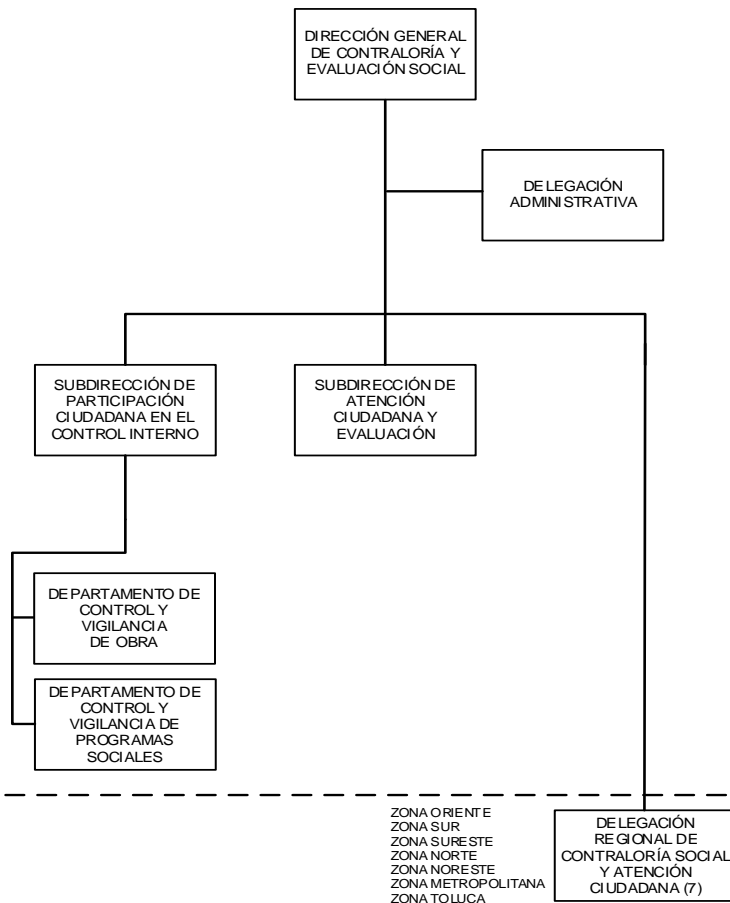 DIRECCIÓN GENERAL
DE CONTRALORÍA Y
EVALUACIÓN SOCIAL
DELEGACIÓN
ADMINISTRATIVA
SUBDIRECCIÓN DE
PARTICIPACIÓN
CIUDADANA EN EL
CONTROL INTERNO
SUBDIRECCIÓN DE
ATENCIÓN
CIUDADANA Y
EVALUACIÓN
DEPARTAMENTO DE
CONTROL Y
VIGILANCIA
DE OBRA
DEPARTAMENTO DE
CONTROL Y
VIGILANCIA DE
PROGRAMAS
SOCIALES
ZONA ORIENTE
ZONA SUR
ZONA SURESTE
ZONA NORTE
ZONA NORESTE
ZONA METROPOLITANA
ZONA TOLUCA
DELEGACIÓN
REGIONAL DE
CONTRALORÍA SOCIAL
Y ATENCIÓN
CIUDADANA (7)